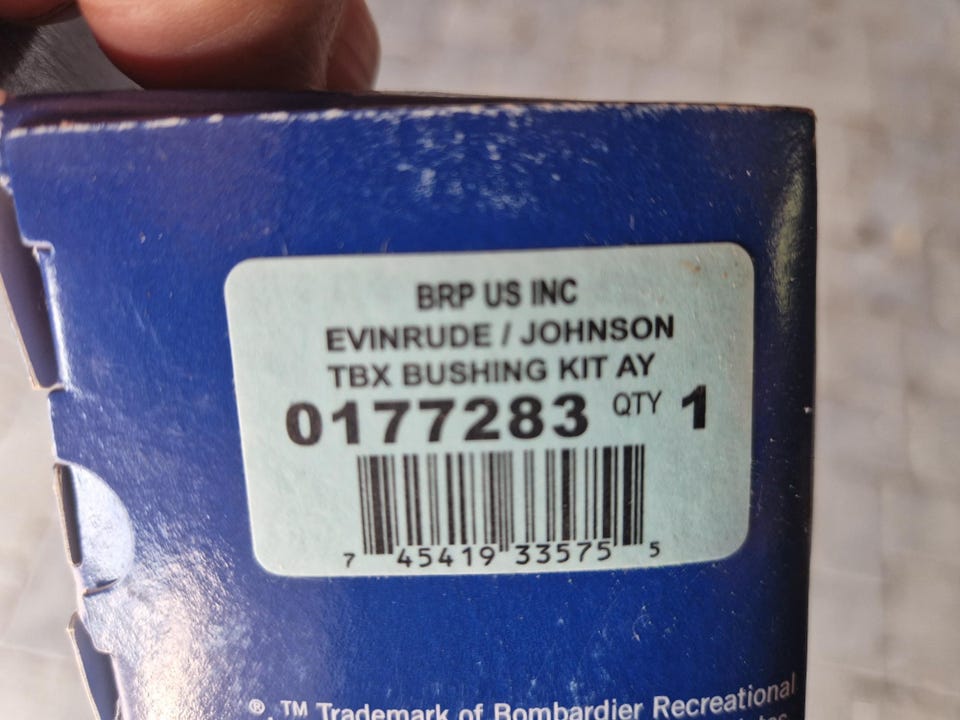 BRP US INC
EVINRUDE / JOHNSON
TBX BUSHING KIT AY
0177283 QTY 1
7 45419 33575 5
®, ™ Trademark of Bombardier Recreational